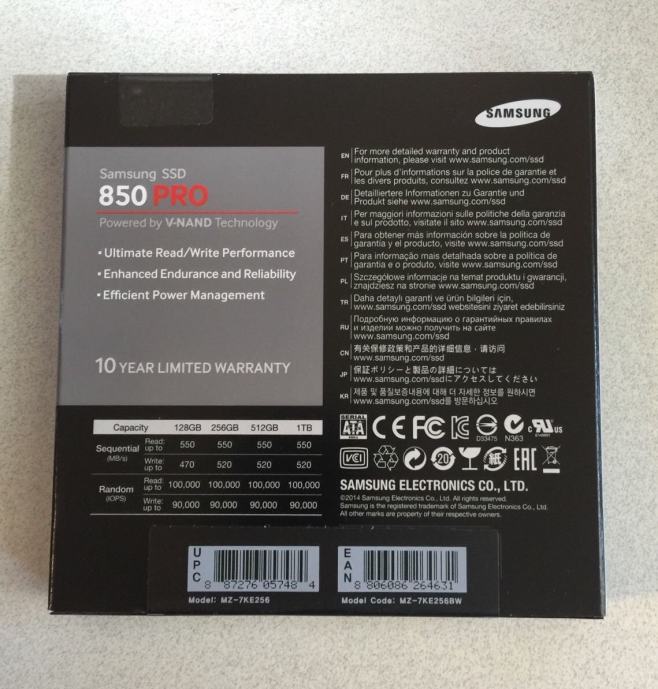 SAMSUNG
Samsung SSD
850 PRO
Powered by V-NAND Technology
• Ultimate Read/Write Performance
• Enhanced Endurance and Reliability
• Efficient Power Management
10 YEAR LIMITED WARRANTY
EN For more detailed warranty and product
information, please visit www.samsung.com/ssd
FR Pour plus d'informations sur la police de garantie et
les divers produits, consultez www.samsung.com/ssd
DE Detailliertere Informationen zu Garantie und
Produkt siehe www.samsung.com/ssd
IT Per maggiori informazioni sulle politiche della garanzia
e sul prodotto, visitate il sito www.samsung.com/ssd
ES Para obtener más información sobre la política de
garantía y el producto, visite www.samsung.com/ssd
PT Para informação mais detalhada sobre a política de
garantia e o produto, visite www.samsung.com/ssd
PL Szczegółowe informacje na temat produktu i gwarancji,
znajdziesz na stronie www.samsung.com/ssd
TR Daha detaylı garanti ve ürün bilgileri için,
www.samsung.com/ssd websitesini ziyaret edebilirsiniz
RU Подробную информацию о гарантийных правилах
и изделии можно получить на сайте
www.samsung.com/ssd
CN 有关保修政策和产品的详细信息，请访问
www.samsung.com/ssd
JP 保証ポリシーと製品の詳細については
www.samsung.com/ssdにアクセスしてください
KR 제품 및 품질보증내용에 대해 더 자세한 정보를 원하시면
www.samsung.com/ssd를 방문하십시오
Capacity 128GB 256GB 512GB 1TB
Sequential (MB/s) Read: up to 550 550 550 550
Write: up to 470 520 520 520
Random (IOPS) Read: up to 100,000 100,000 100,000 100,000
Write: up to 90,000 90,000 90,000 90,000
SERIAL ATA CE FC D33475 N363 c RU us
VCI 20 紙 EAC
SAMSUNG ELECTRONICS CO., LTD.
©2014 Samsung Electronics Co., Ltd. All rights reserved.
Samsung is the registered trademark of Samsung Electronics Co., Ltd.
All other marks are property of their respective owners.
UPC 8 87276 05748 4
Model: MZ-7KE256
EAN 8 806086 264631
Model Code: MZ-7KE256BW